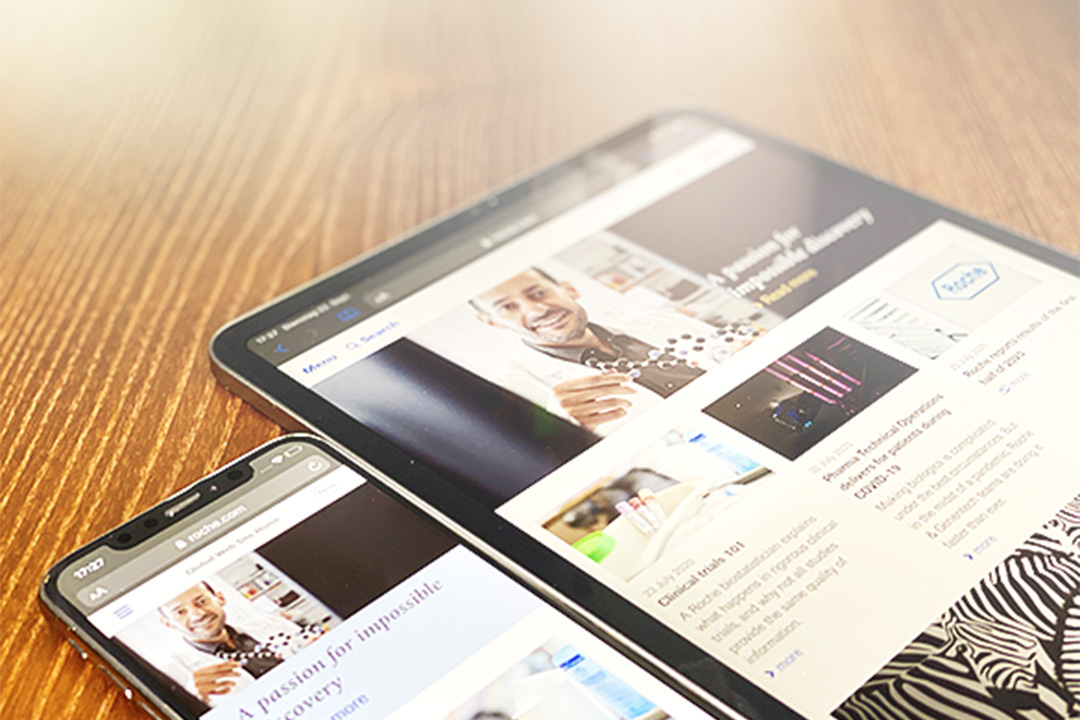 17:27
Menu
Search
A passion for
impossible discovery
Read more
Roche
23 July 2020
Roche reports results of the first
half of 2020
more
30 July 2020
Pharma Technical Operations
delivers for patients during
COVID-19
Making biologics is complicated
under the best of circumstances. But
in the midst of a pandemic, Roche
& Genentech teams are doing it
faster than ever.
more
23 July 2020
Clinical trials 101
A Roche biostatistician explains
what happens in rigorous clinical
trials, and why not all studies
provide the same quality of
information.
more
17:27
AA
roche.com
Global Web Site Home
A passion for impossible
scovery
more